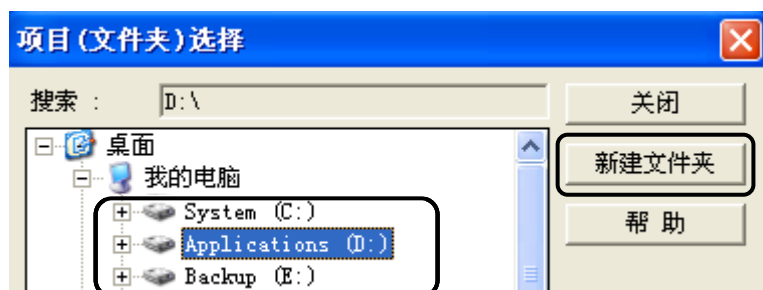 项目(文件夹)选择
搜索 : D:\
关闭
桌面
新建文件夹
我的电脑
System (C:)
帮 助
Applications (D:)
Backup (E:)